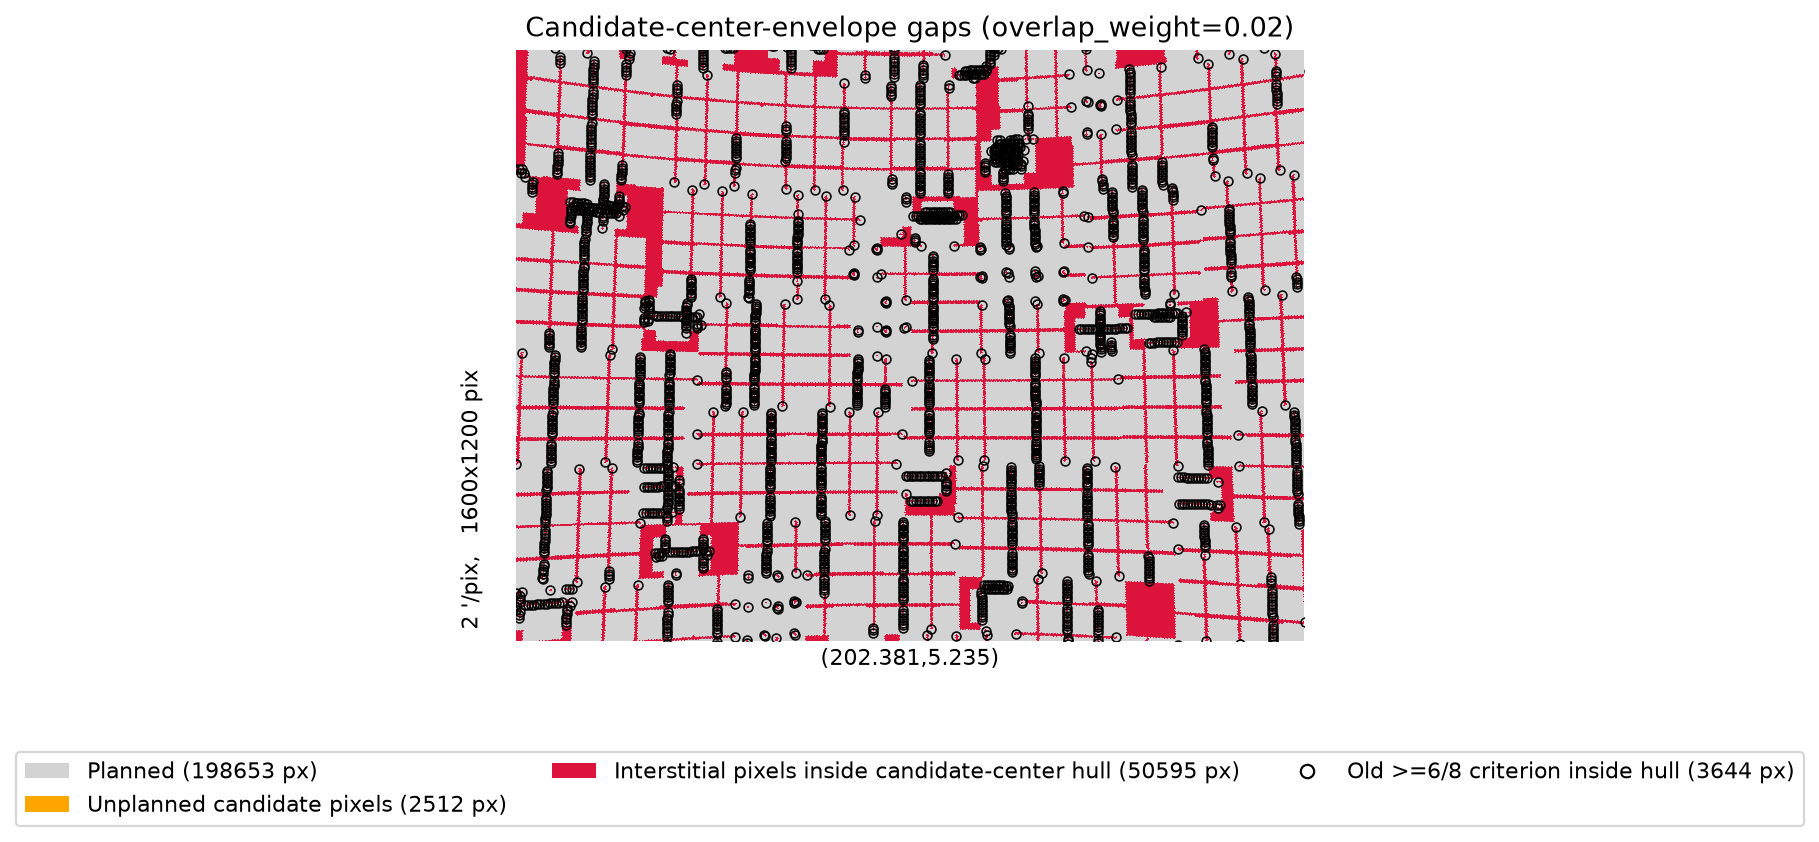 Candidate-center-envelope gaps (overlap_weight=0.02)
2 '/pix,   1600x1200 pix
(202.381,5.235)
Planned (198653 px)
Unplanned candidate pixels (2512 px)
Interstitial pixels inside candidate-center hull (50595 px)
Old >=6/8 criterion inside hull (3644 px)